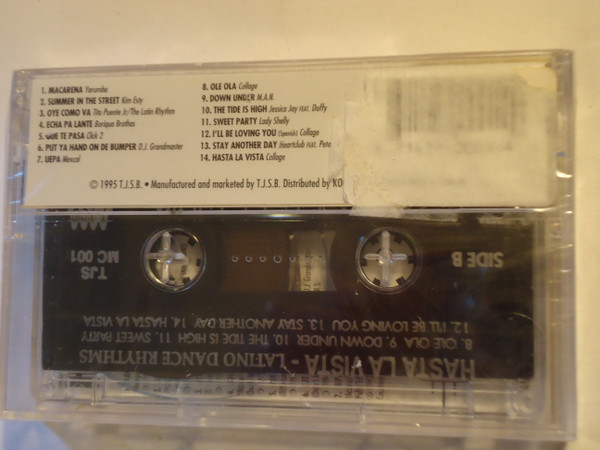 1. MACARENA Yarumba
2. SUMMER IN THE STREET Kim Esty
3. OYE COMO VA Tito Puente Jr/The Latin Rhythm
4. ECHA PA LANTE Boriqua Brothas
5. QUE TE PASA Click 2
6. PUT YA HAND ON DE BUMPER D.J. Grandmaster
7. UEPA Mexcal
8. OLE OLA Collage
9. DOWN UNDER M.A.N.
10. THE TIDE IS HIGH Jessica Jay FEAT. Duffy
11. SWEET PARTY Lady Shelly
12. I'LL BE LOVING YOU (Spanish) Collage
13. STAY ANOTHER DAY Heartclub FEAT. Pete
14. HASTA LA VISTA Collage
© 1995 T.J.S.B. • Manufactured and marketed by T.J.S.B. Distributed by KO
HASTA LA VISTA - LATINO DANCE RHYTHMS
8. OLE OLA 9. DOWN UNDER 10. THE TIDE IS HIGH 11. SWEET PARTY
12. I'LL BE LOVING YOU 13. STAY ANOTHER DAY 14. HASTA LA VISTA
SIDE B
TJS
MC 001